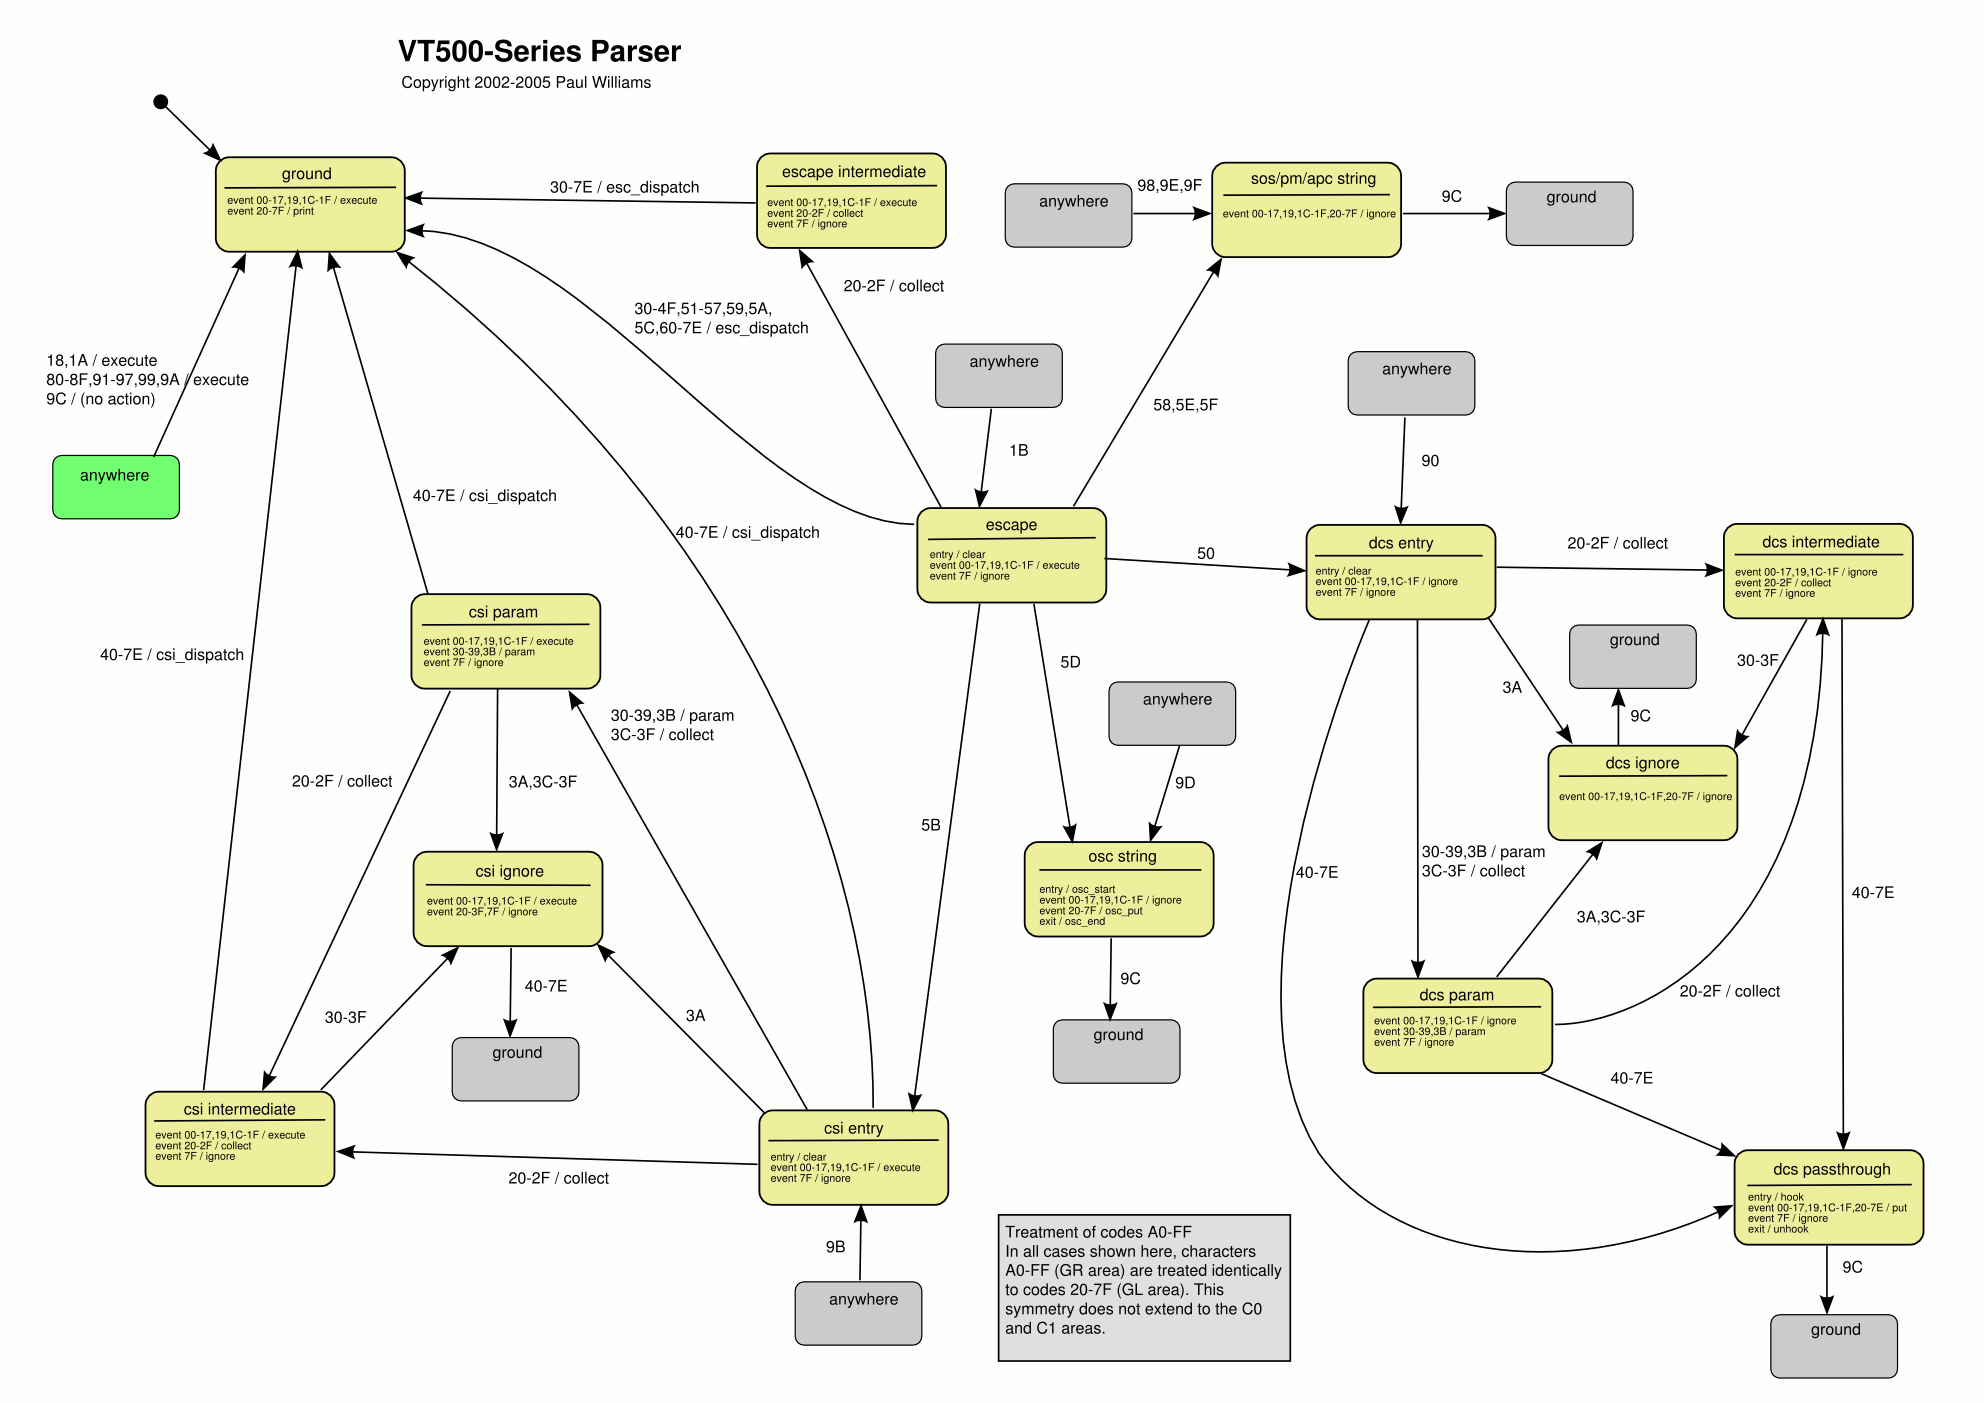 VT500-Series Parser
Copyright 2002-2005 Paul Williams
ground
event 00-17,19,1C-1F / execute
event 20-7F / print
30-7E / esc_dispatch
escape intermediate
event 00-17,19,1C-1F / execute
event 20-2F / collect
event 7F / ignore
anywhere
98,9E,9F
sos/pm/apc string
event 00-17,19,1C-1F,20-7F / ignore
9C
ground
20-2F / collect
30-4F,51-57,59,5A,
5C,60-7E / esc_dispatch
18,1A / execute
80-8F,91-97,99,9A / execute
9C / (no action)
anywhere
anywhere
1B
58,5E,5F
anywhere
90
40-7E / csi_dispatch
40-7E / csi_dispatch
escape
entry / clear
event 00-17,19,1C-1F / execute
event 7F / ignore
50
dcs entry
entry / clear
event 00-17,19,1C-1F / ignore
event 7F / ignore
20-2F / collect
dcs intermediate
event 00-17,19,1C-1F / ignore
event 20-2F / collect
event 7F / ignore
csi param
event 00-17,19,1C-1F / execute
event 30-39,3B / param
event 7F / ignore
40-7E / csi_dispatch
5D
ground
30-3F
3A
9C
anywhere
9D
30-39,3B / param
3C-3F / collect
20-2F / collect
3A,3C-3F
dcs ignore
event 00-17,19,1C-1F,20-7F / ignore
5B
osc string
entry / osc_start
event 00-17,19,1C-1F / ignore
event 20-7F / osc_put
exit / osc_end
csi ignore
event 00-17,19,1C-1F / execute
event 20-3F,7F / ignore
40-7E
30-39,3B / param
3C-3F / collect
40-7E
3A,3C-3F
9C
ground
40-7E
ground
30-3F
3A
dcs param
event 00-17,19,1C-1F / ignore
event 30-39,3B / param
event 7F / ignore
20-2F / collect
40-7E
csi intermediate
event 00-17,19,1C-1F / execute
event 20-2F / collect
event 7F / ignore
20-2F / collect
csi entry
entry / clear
event 00-17,19,1C-1F / execute
event 7F / ignore
9B
anywhere
dcs passthrough
entry / hook
event 00-17,19,1C-1F,20-7E / put
event 7F / ignore
exit / unhook
9C
ground
Treatment of codes A0-FF
In all cases shown here, characters
A0-FF (GR area) are treated identically
to codes 20-7F (GL area). This
symmetry does not extend to the C0
and C1 areas.